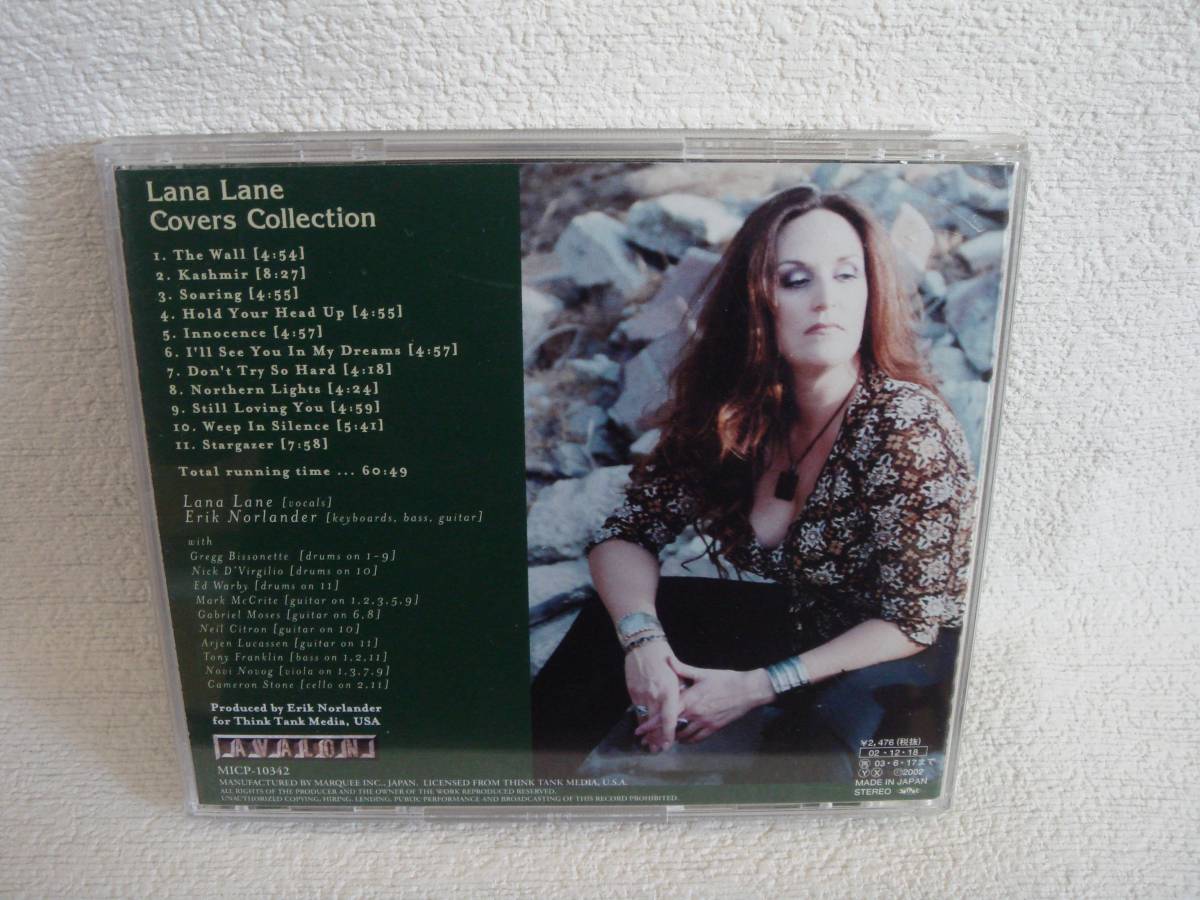 Lana Lane
Covers Collection
1. The Wall [4:54]
2. Kashmir [8:27]
3. Soaring [4:55]
4. Hold Your Head Up [4:55]
5. Innocence [4:57]
6. I'll See You In My Dreams [4:57]
7. Don't Try So Hard [4:18]
8. Northern Lights [4:24]
9. Still Loving You [4:59]
10. Weep In Silence [5:41]
11. Stargazer [7:58]
Total running time ... 60:49
Lana Lane [vocals]
Erik Norlander [keyboards, bass, guitar]
with
Gregg Bissonette [drums on 1-9]
Nick D'Virgilio [drums on 10]
Ed Warby [drums on 11]
Mark McCrite [guitar on 1,2,3,5,9]
Gabriel Moses [guitar on 6,8]
Neil Citron [guitar on 10]
Arjen Lucassen [guitar on 11]
Tony Franklin [bass on 1,2,11]
Novi Novog [viola on 1,3,7,9]
Cameron Stone [cello on 2,11]
Produced by Erik Norlander
for Think Tank Media, USA
AVALON
MICP-10342
MANUFACTURED BY MARQUEE INC., JAPAN. LICENSED FROM THINK TANK MEDIA, U.S.A.
ALL RIGHTS OF THE PRODUCER AND THE OWNER OF THE WORK REPRODUCED RESERVED.
UNAUTHORIZED COPYING, HIRING, LENDING, PUBLIC PERFORMANCE AND BROADCASTING OF THIS RECORD PROHIBITED.
¥2,476 (税抜)
02・12・18
再 03・6・17まで
Y X ℗2002
MADE IN JAPAN
STEREO